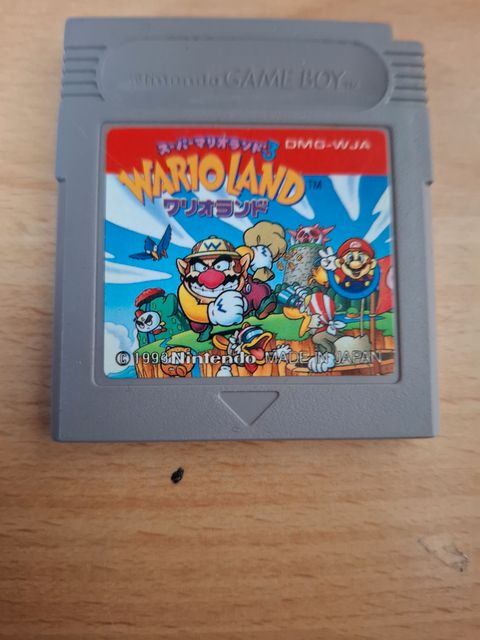 Nintendo GAME BOY TM
スーパーマリオランド3 DMG-WJA
WARIO LAND TM
ワリオランド
W
M
© 1993 Nintendo MADE IN JAPAN